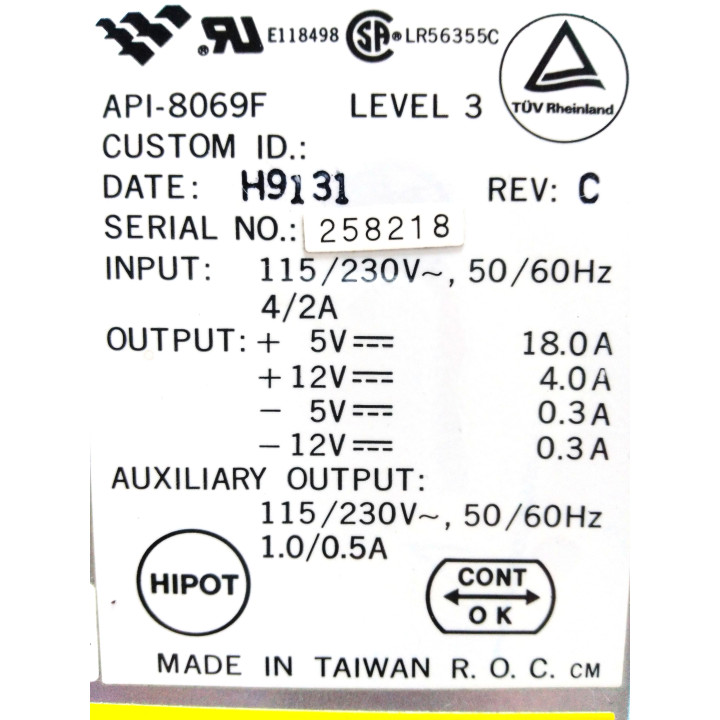 E118498 SA® LR56355C
API-8069F LEVEL 3
TÜV Rheinland
CUSTOM ID.:
DATE: H9131 REV: C
SERIAL NO.: 258218
INPUT: 115/230V~, 50/60Hz
4/2A
OUTPUT: + 5V⎓ 18.0A
+12V⎓ 4.0A
− 5V⎓ 0.3A
−12V⎓ 0.3A
AUXILIARY OUTPUT:
115/230V~, 50/60Hz
1.0/0.5A
HIPOT
CONT
OK
MADE IN TAIWAN R. O. C. CM